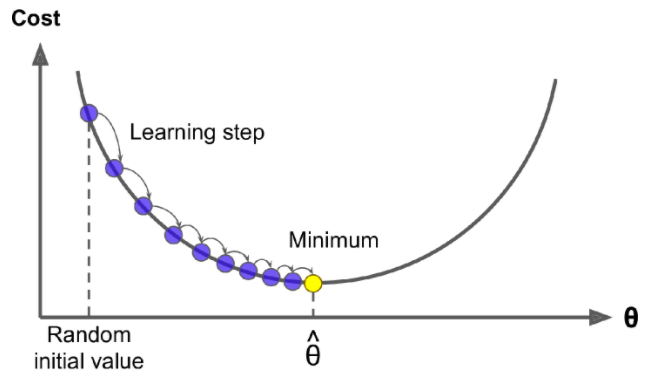 Cost
Learning step
Minimum
θ
Random
initial value
θ̂